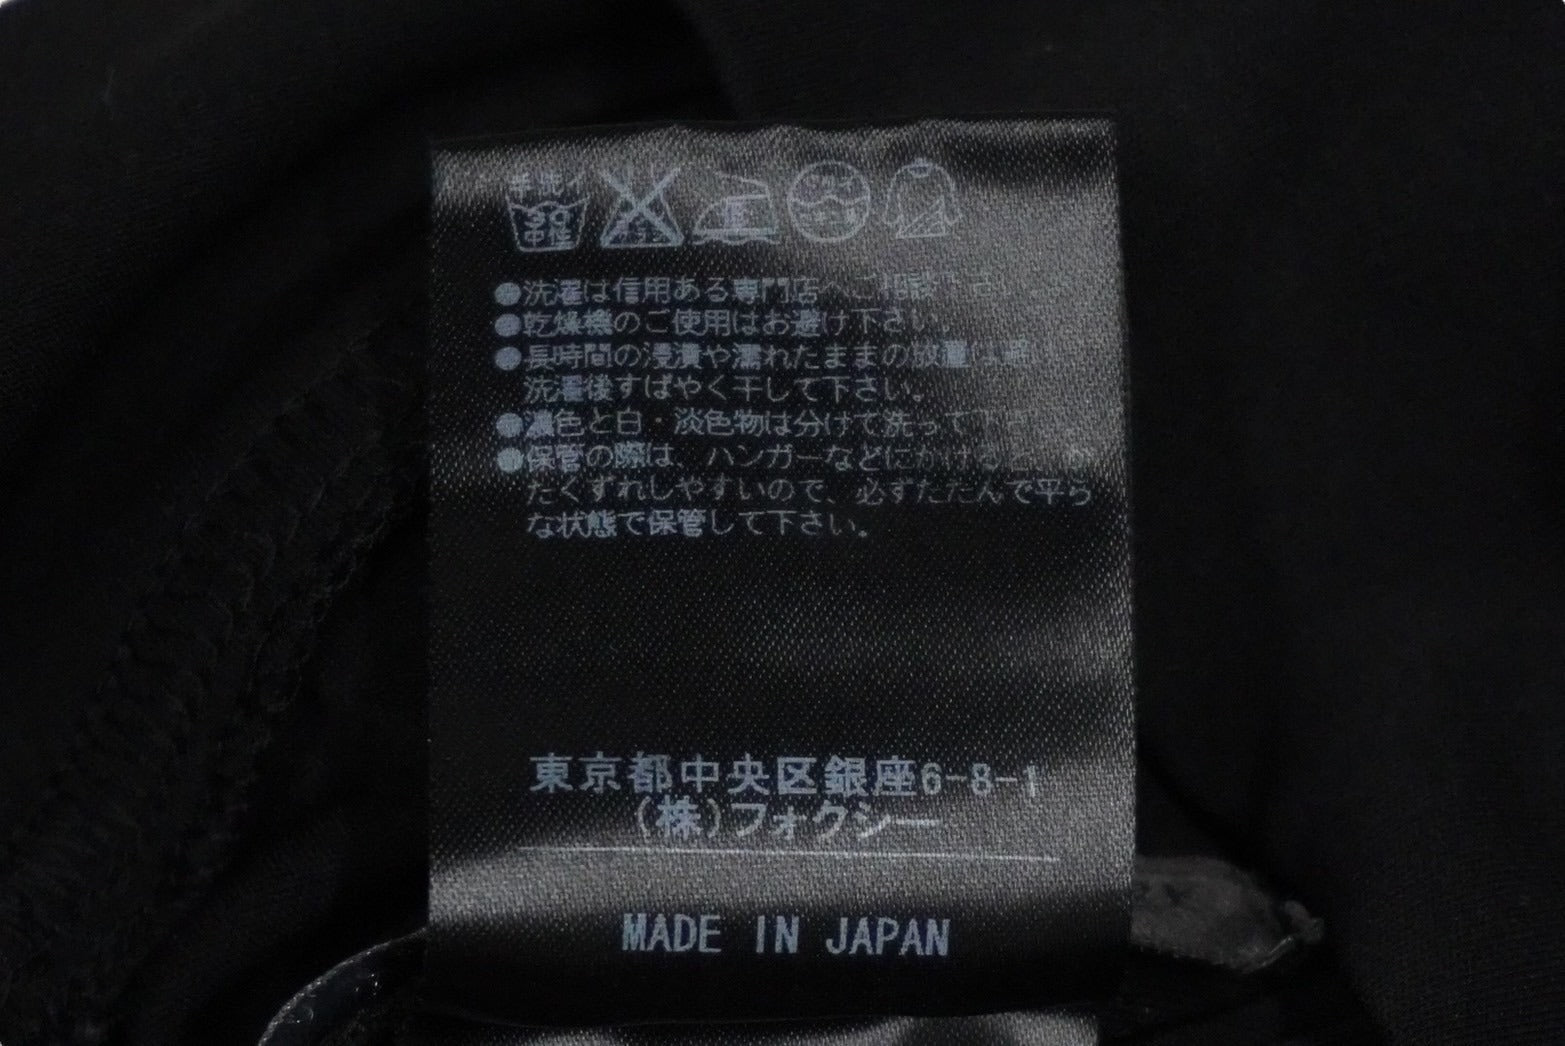 手洗イ
30
中性
●洗濯は信用ある専門店へご相談下さい。
●乾燥機のご使用はお避け下さい。
●長時間の浸漬や濡れたままの放置は避け
洗濯後すばやく干して下さい。
●濃色と白・淡色物は分けて洗って下さい
●保管の際は、ハンガーなどにかけると、か
たくずれしやすいので、必ずたたんで平ら
な状態で保管して下さい。
東京都中央区銀座6-8-1
(株)フォクシー
MADE IN JAPAN